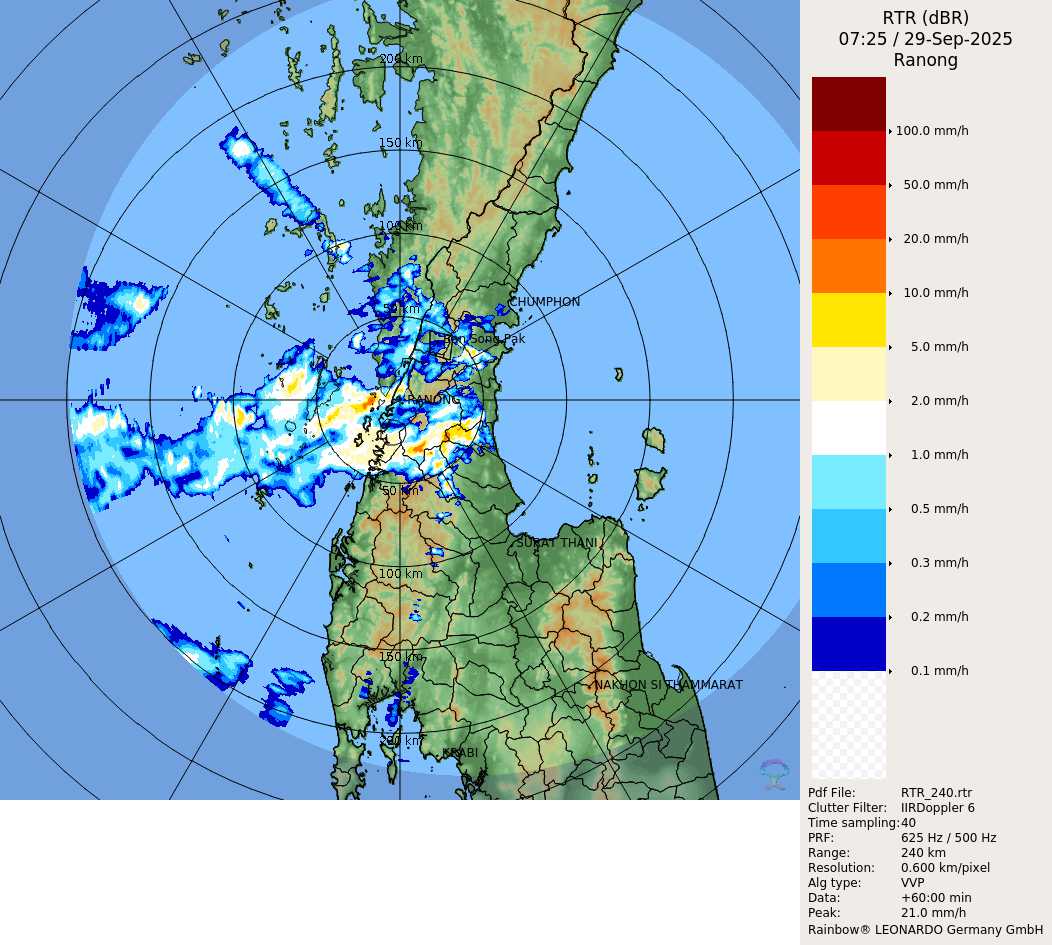 RTR (dBR)
07:25 / 29-Sep-2025
Ranong
200 km
150 km
100 km
50 km
CHUMPHON
Ban Song Pak
RANONG
50 km
SURAT THANI
100 km
150 km
NAKHON SI THAMMARAT
200 km
KRABI
100.0 mm/h
50.0 mm/h
20.0 mm/h
10.0 mm/h
5.0 mm/h
2.0 mm/h
1.0 mm/h
0.5 mm/h
0.3 mm/h
0.2 mm/h
0.1 mm/h
Pdf File: RTR_240.rtr
Clutter Filter: IIRDoppler 6
Time sampling:40
PRF: 625 Hz / 500 Hz
Range: 240 km
Resolution: 0.600 km/pixel
Alg type: VVP
Data: +60:00 min
Peak: 21.0 mm/h
Rainbow® LEONARDO Germany GmbH